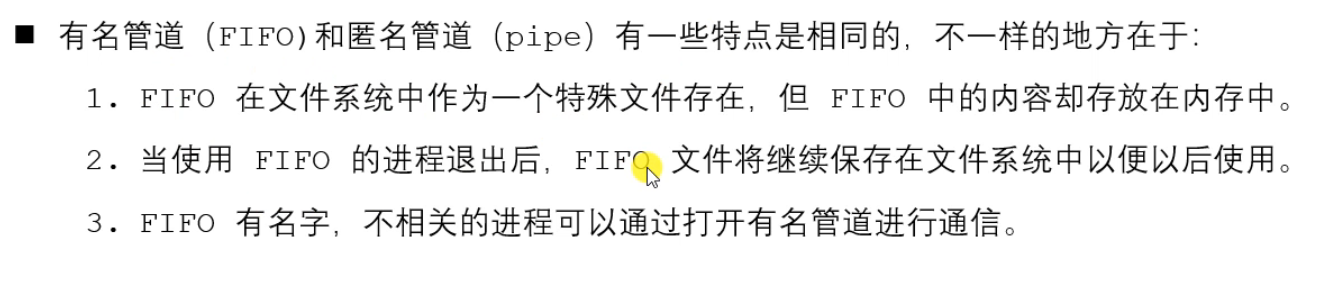 ■ 有名管道（FIFO)和匿名管道（pipe）有一些特点是相同的，不一样的地方在于：
1. FIFO 在文件系统中作为一个特殊文件存在，但 FIFO 中的内容却存放在内存中。
2. 当使用 FIFO 的进程退出后，FIFO 文件将继续保存在文件系统中以便以后使用。
3. FIFO 有名字，不相关的进程可以通过打开有名管道进行通信。